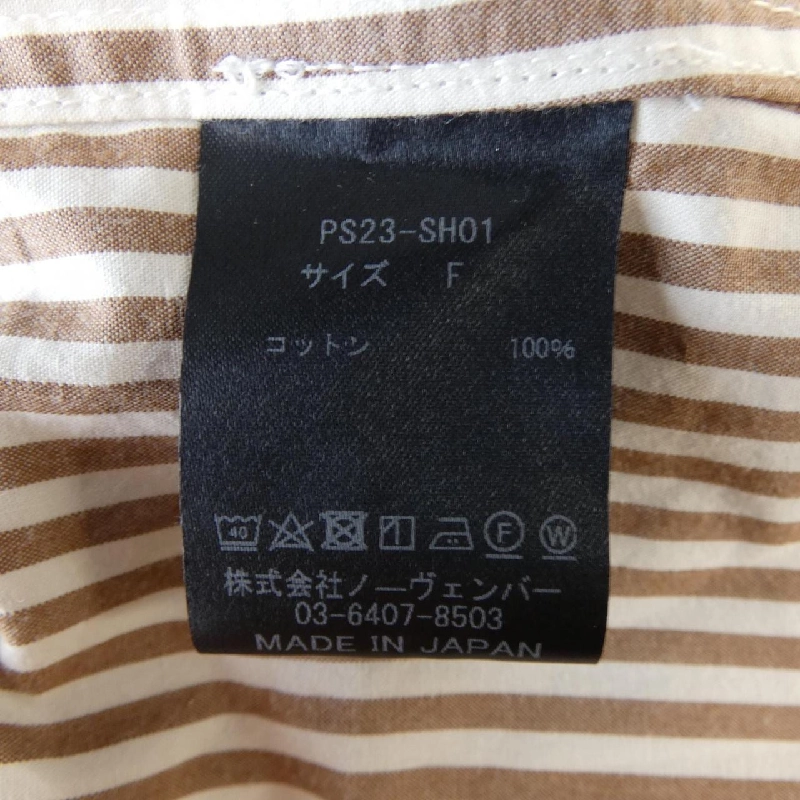 PS23-SH01
サイズ F
コットン 100%
40 F W
株式会社ノーヴェンバー
03-6407-8503
MADE IN JAPAN